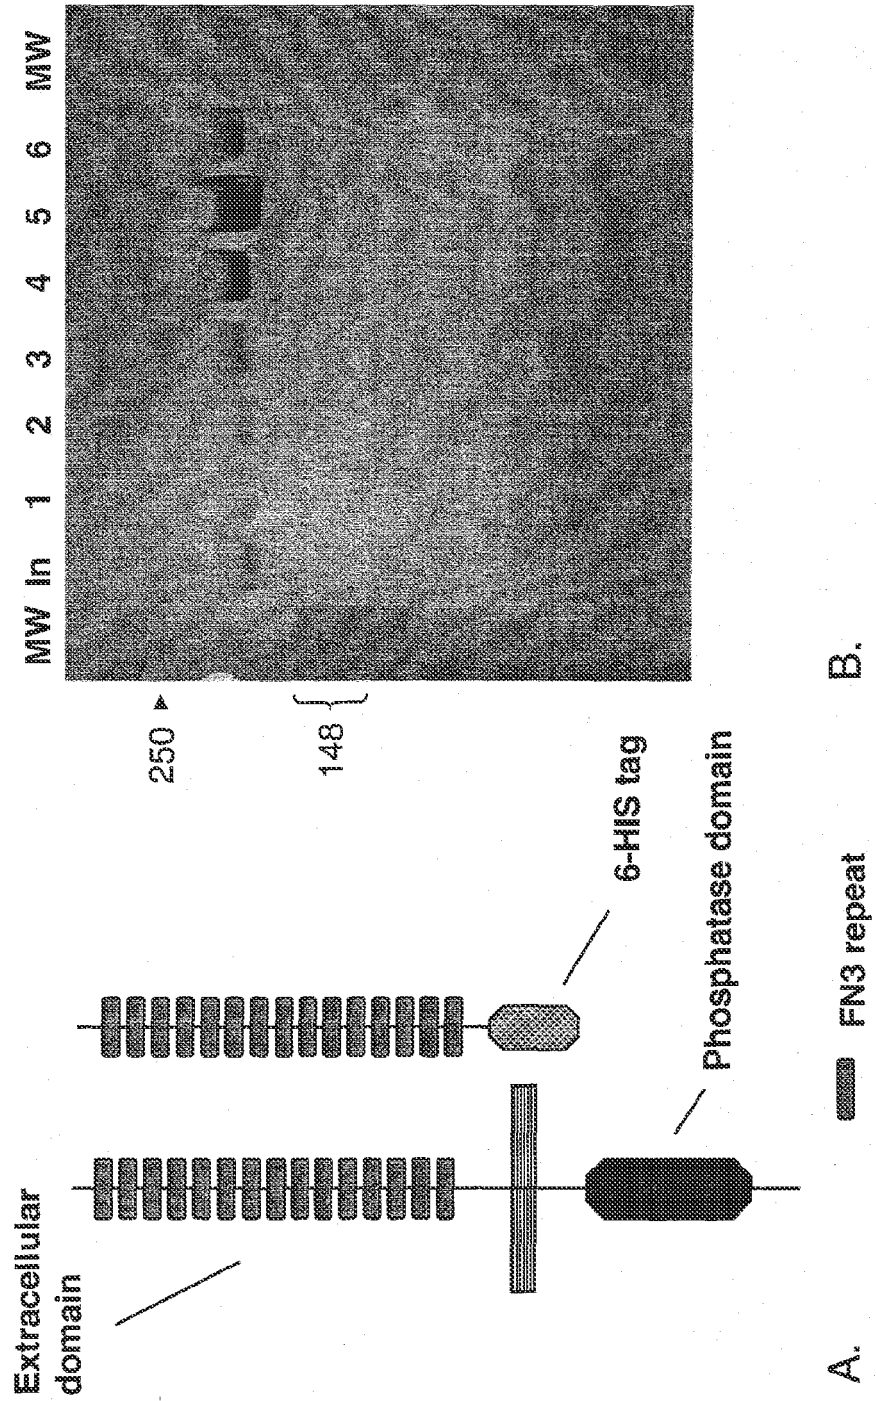 Extracellular
domain
6-HIS tag
Phosphatase domain
FN3 repeat
A.
MW In 1 2 3 4 5 6 MW
250
148
B.